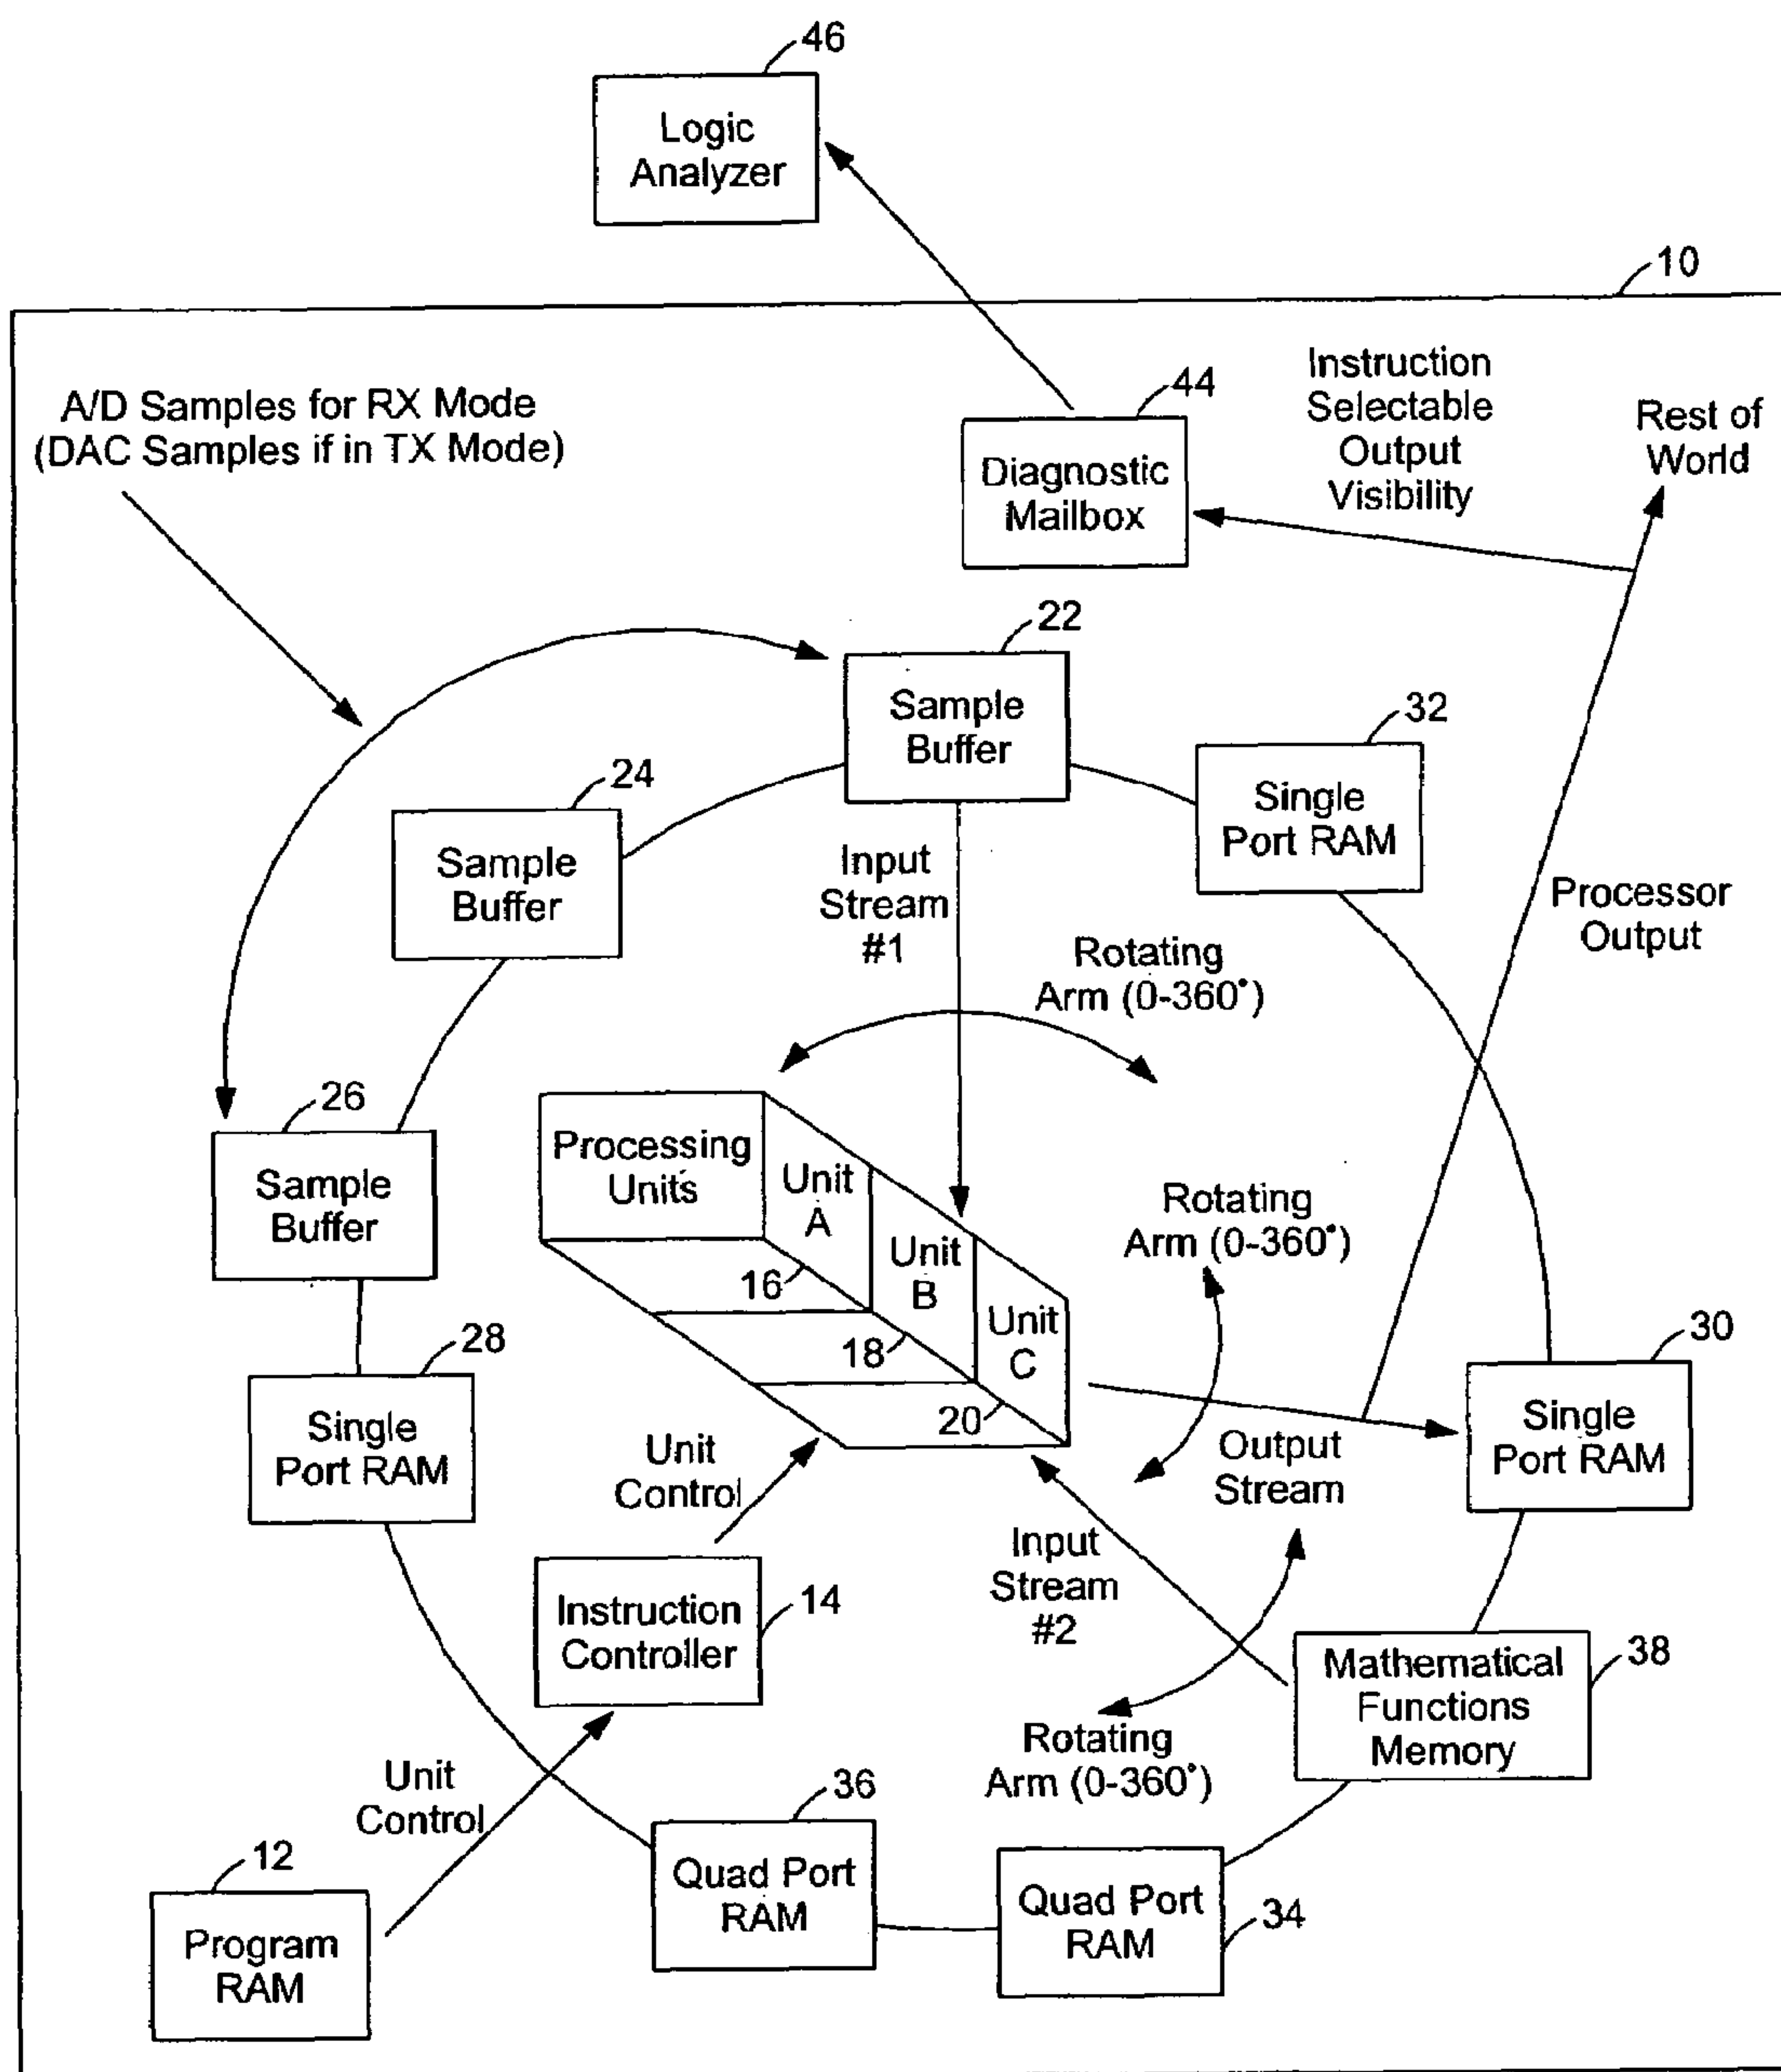 46
Logic
Analyzer
10
A/D Samples for RX Mode
(DAC Samples if in TX Mode)
44
Diagnostic
Mailbox
Instruction
Selectable
Output
Visibility
Rest of
World
22
Sample
Buffer
32
Single
Port RAM
24
Sample
Buffer
Input
Stream
#1
Processor
Output
Rotating
Arm (0-360°)
26
Sample
Buffer
Processing
Units
Unit
A
Unit
B
Unit
C
16
18
20
Rotating
Arm (0-360°)
28
Single
Port RAM
30
Single
Port RAM
Unit
Control
Output
Stream
Input
Stream
#2
Instruction
Controller
14
Mathematical
Functions
Memory
38
Rotating
Arm (0-360°)
Unit
Control
36
Quad Port
RAM
Quad Port
RAM
34
12
Program
RAM